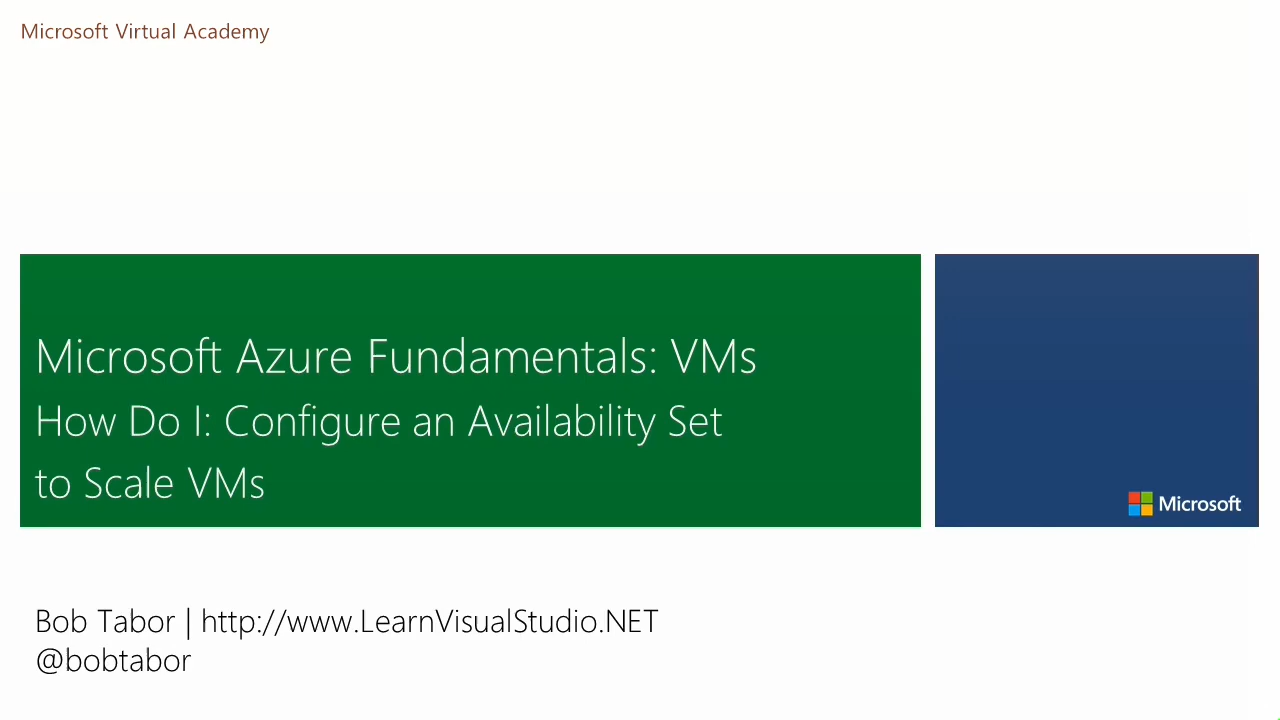 Microsoft Virtual Academy
Microsoft Azure Fundamentals: VMs
How Do I: Configure an Availability Set
to Scale VMs
Microsoft
Bob Tabor | http://www.LearnVisualStudio.NET
@bobtabor